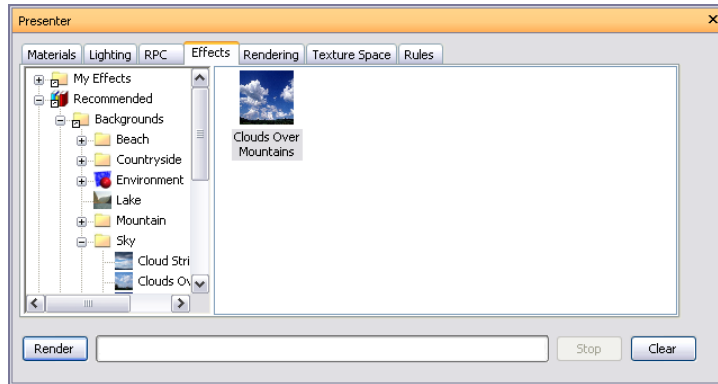 Presenter
Materials Lighting RPC Effects Rendering Texture Space Rules
My Effects
Recommended
Backgrounds
Beach
Countryside
Environment
Lake
Mountain
Sky
Cloud Stri
Clouds Ov
Clouds Over
Mountains
Render Stop Clear